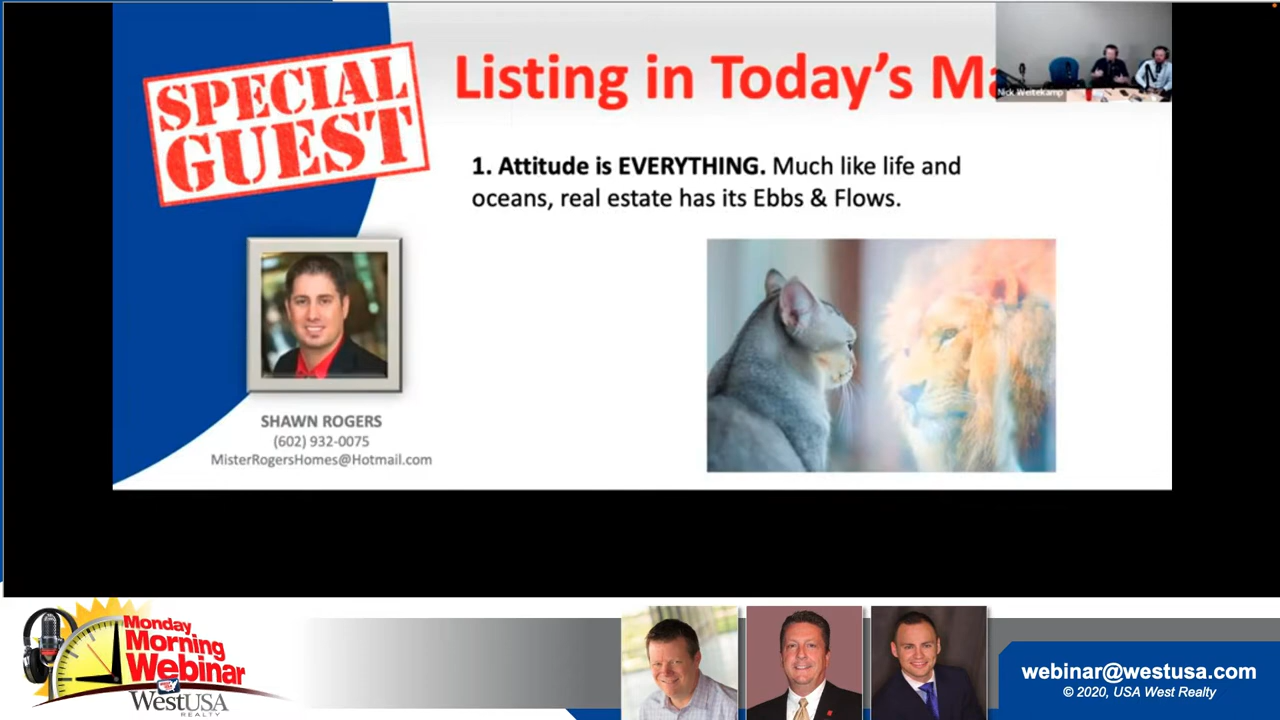 SPECIAL
GUEST
Listing in Today's Ma
Nick Weitekamp
1. Attitude is EVERYTHING. Much like life and
oceans, real estate has its Ebbs & Flows.
SHAWN ROGERS
(602) 932-0075
MisterRogersHomes@Hotmail.com
Monday
Morning
Webinar
WestUSA
REALTY
webinar@westusa.com
© 2020, USA West Realty